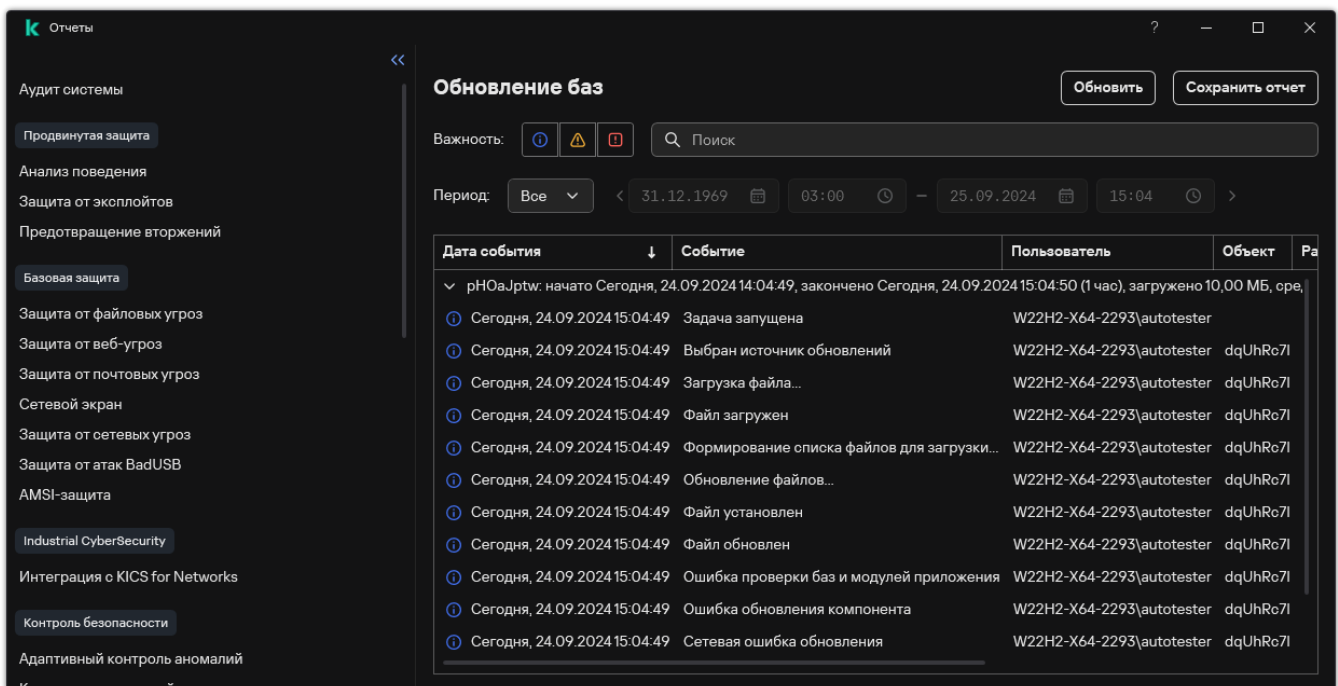 Отчеты
?
Аудит системы
Продвинутая защита
Анализ поведения
Защита от эксплойтов
Предотвращение вторжений
Базовая защита
Защита от файловых угроз
Защита от веб-угроз
Защита от почтовых угроз
Сетевой экран
Защита от сетевых угроз
Защита от атак BadUSB
AMSI-защита
Industrial CyberSecurity
Интеграция с KICS for Networks
Контроль безопасности
Адаптивный контроль аномалий
Обновление баз
Обновить
Сохранить отчет
Важность:
Поиск
Период: Все 31.12.1969 03:00 – 25.09.2024 15:04
Дата события ↓ Событие Пользователь Объект Ра
pHOaJptw: начато Сегодня, 24.09.2024 14:04:49, закончено Сегодня, 24.09.2024 15:04:50 (1 час), загружено 10,00 МБ, сре
Сегодня, 24.09.2024 15:04:49 Задача запущена W22H2-X64-2293\autotester
Сегодня, 24.09.2024 15:04:49 Выбран источник обновлений W22H2-X64-2293\autotester dqUhRc7I
Сегодня, 24.09.2024 15:04:49 Загрузка файла... W22H2-X64-2293\autotester dqUhRc7I
Сегодня, 24.09.2024 15:04:49 Файл загружен W22H2-X64-2293\autotester dqUhRc7I
Сегодня, 24.09.2024 15:04:49 Формирование списка файлов для загрузки... W22H2-X64-2293\autotester dqUhRc7I
Сегодня, 24.09.2024 15:04:49 Обновление файлов... W22H2-X64-2293\autotester dqUhRc7I
Сегодня, 24.09.2024 15:04:49 Файл установлен W22H2-X64-2293\autotester dqUhRc7I
Сегодня, 24.09.2024 15:04:49 Файл обновлен W22H2-X64-2293\autotester dqUhRc7I
Сегодня, 24.09.2024 15:04:49 Ошибка проверки баз и модулей приложения W22H2-X64-2293\autotester dqUhRc7I
Сегодня, 24.09.2024 15:04:49 Ошибка обновления компонента W22H2-X64-2293\autotester dqUhRc7I
Сегодня, 24.09.2024 15:04:49 Сетевая ошибка обновления W22H2-X64-2293\autotester dqUhRc7I